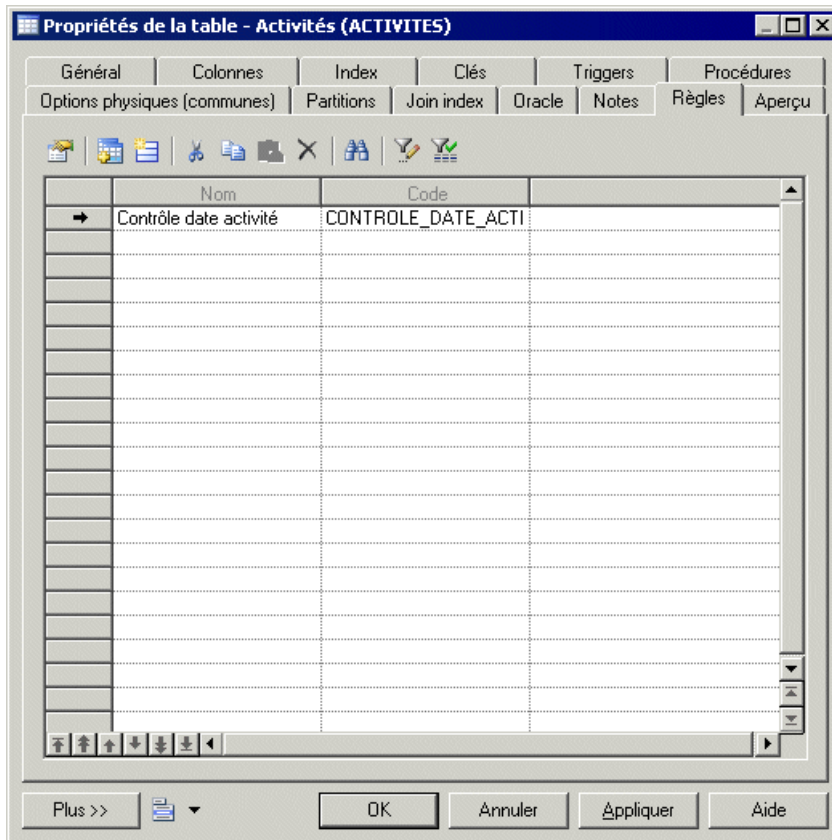 Propriétés de la table - Activités (ACTIVITES)
Général Colonnes Index Clés Triggers Procédures
Options physiques (communes) Partitions Join index Oracle Notes Règles Aperçu
Nom Code
Contrôle date activité CONTROLE_DATE_ACTI
Plus >> OK Annuler Appliquer Aide